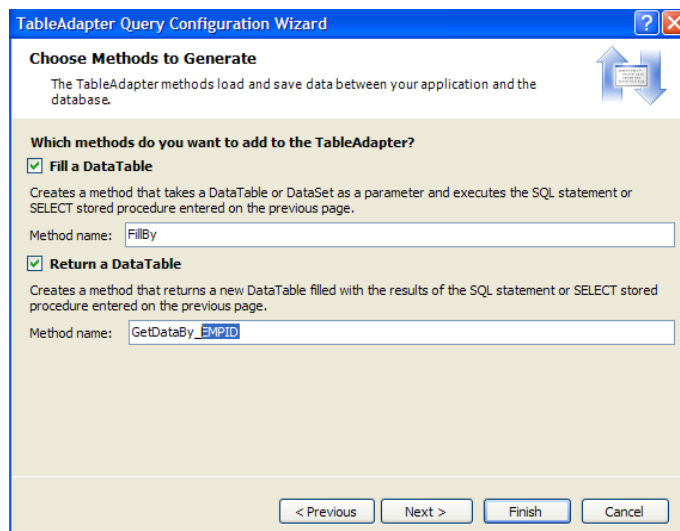 TableAdapter Query Configuration Wizard
Choose Methods to Generate
The TableAdapter methods load and save data between your application and the
database.
Which methods do you want to add to the TableAdapter?
Fill a DataTable
Creates a method that takes a DataTable or DataSet as a parameter and executes the SQL statement or
SELECT stored procedure entered on the previous page.
Method name: FillBy
Return a DataTable
Creates a method that returns a new DataTable filled with the results of the SQL statement or SELECT stored
procedure entered on the previous page.
Method name: GetDataBy_EMPID
< Previous Next > Finish Cancel